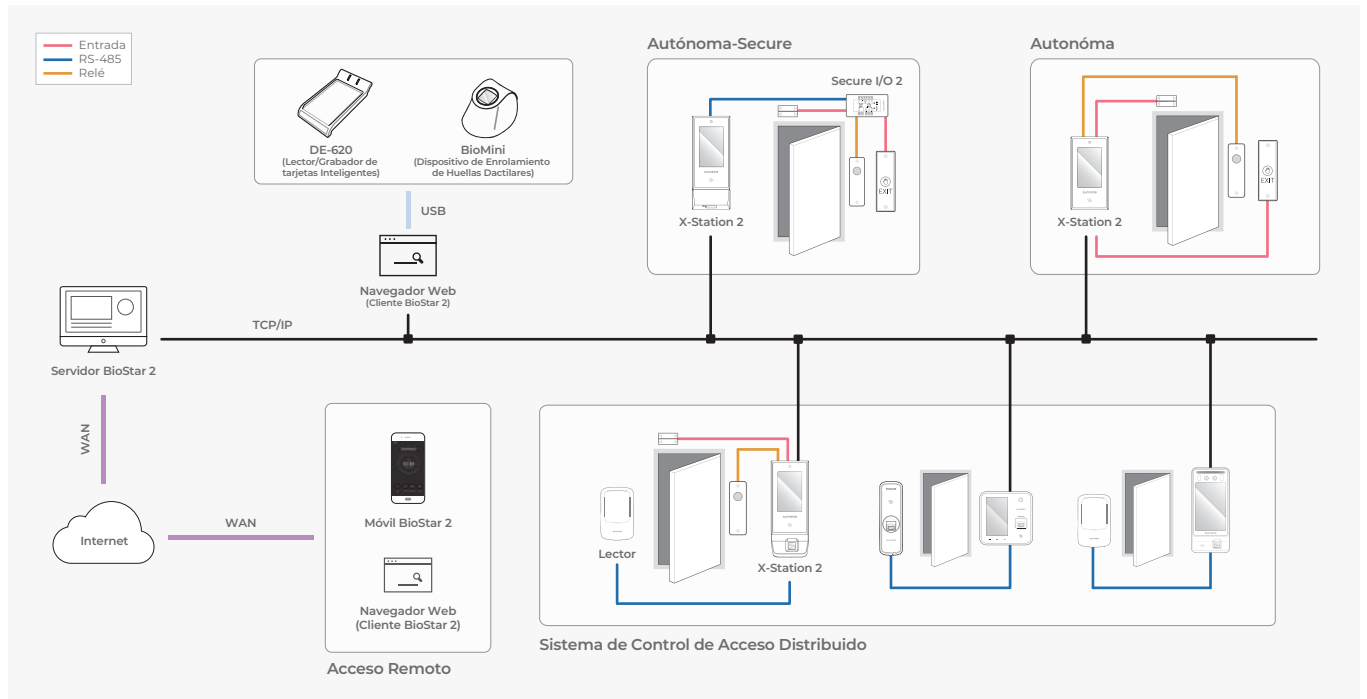 Entrada
RS-485
Relé
DE-620
(Lector/Grabador de
tarjetas Inteligentes)
BioMini
(Dispositivo de Enrolamiento
de Huellas Dactilares)
USB
Navegador Web
(Cliente BioStar 2)
TCP/IP
Servidor BioStar 2
WAN
Internet
WAN
Móvil BioStar 2
Navegador Web
(Cliente BioStar 2)
Acceso Remoto
Autónoma-Secure
Secure I/O 2
EXIT
X-Station 2
Autonóma
EXIT
X-Station 2
Lector
X-Station 2
Sistema de Control de Acceso Distribuido